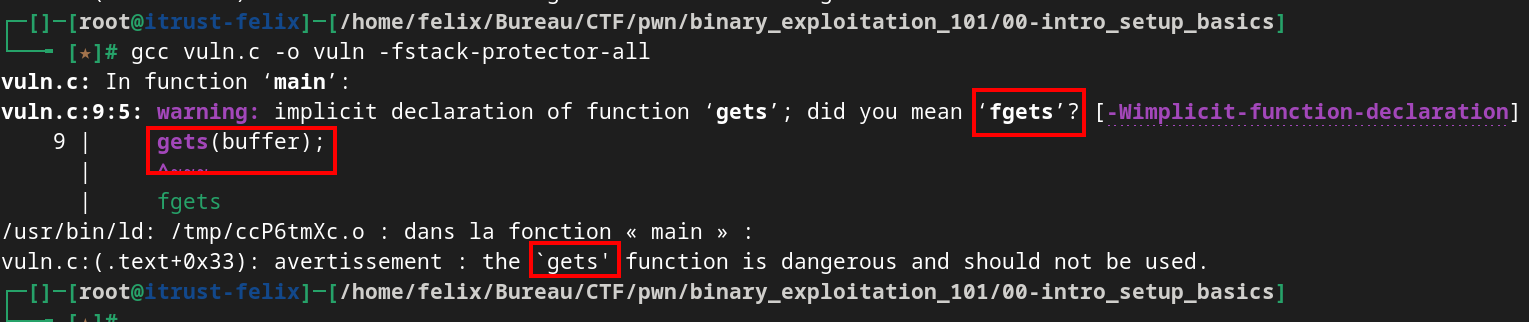 []─[root@itrust-felix]─[/home/felix/Bureau/CTF/pwn/binary_exploitation_101/00-intro_setup_basics]
[★]# gcc vuln.c -o vuln -fstack-protector-all
vuln.c: In function ‘main’:
vuln.c:9:5: warning: implicit declaration of function ‘gets’; did you mean ‘fgets’? [-Wimplicit-function-declaration]
9 |     gets(buffer);
|     ^~~~
|     fgets
/usr/bin/ld: /tmp/ccP6tmXc.o : dans la fonction « main » :
vuln.c:(.text+0x33): avertissement : the `gets' function is dangerous and should not be used.
[]─[root@itrust-felix]─[/home/felix/Bureau/CTF/pwn/binary_exploitation_101/00-intro_setup_basics]
[★]#